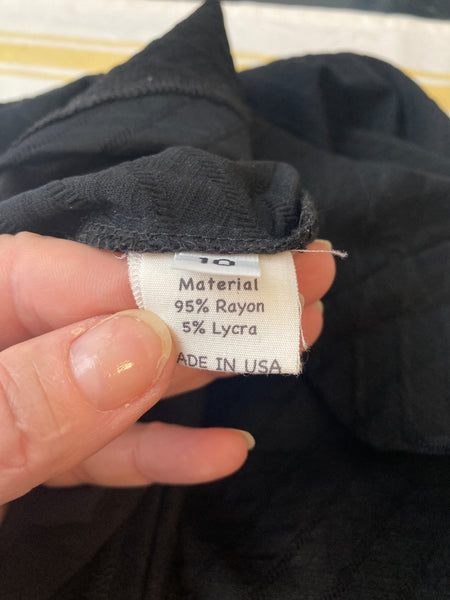 10
Material
95% Rayon
5% Lycra
ADE IN USA